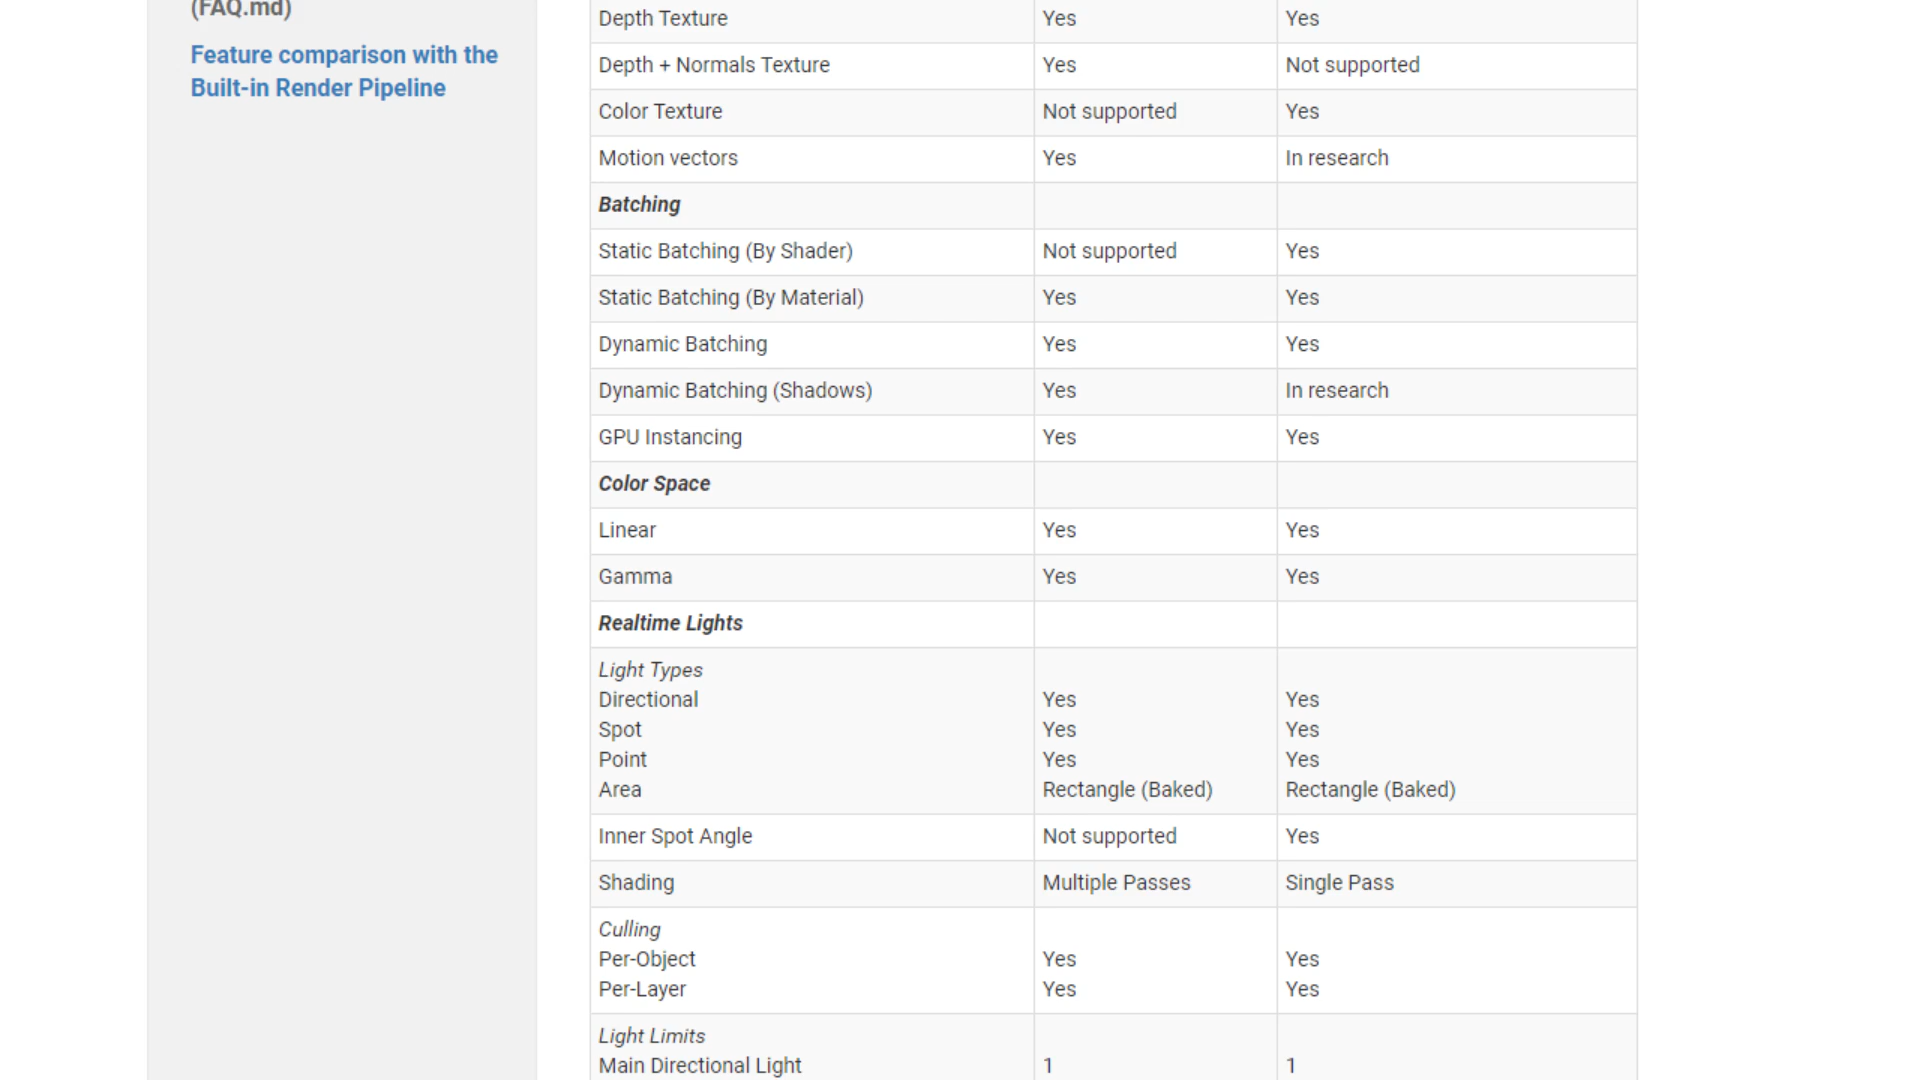 (FAQ.md)
Feature comparison with the
Built-in Render Pipeline
Depth Texture Yes Yes
Depth + Normals Texture Yes Not supported
Color Texture Not supported Yes
Motion vectors Yes In research
Batching
Static Batching (By Shader) Not supported Yes
Static Batching (By Material) Yes Yes
Dynamic Batching Yes Yes
Dynamic Batching (Shadows) Yes In research
GPU Instancing Yes Yes
Color Space
Linear Yes Yes
Gamma Yes Yes
Realtime Lights
Light Types
Directional Yes Yes
Spot Yes Yes
Point Yes Yes
Area Rectangle (Baked) Rectangle (Baked)
Inner Spot Angle Not supported Yes
Shading Multiple Passes Single Pass
Culling
Per-Object Yes Yes
Per-Layer Yes Yes
Light Limits
Main Directional Light 1 1